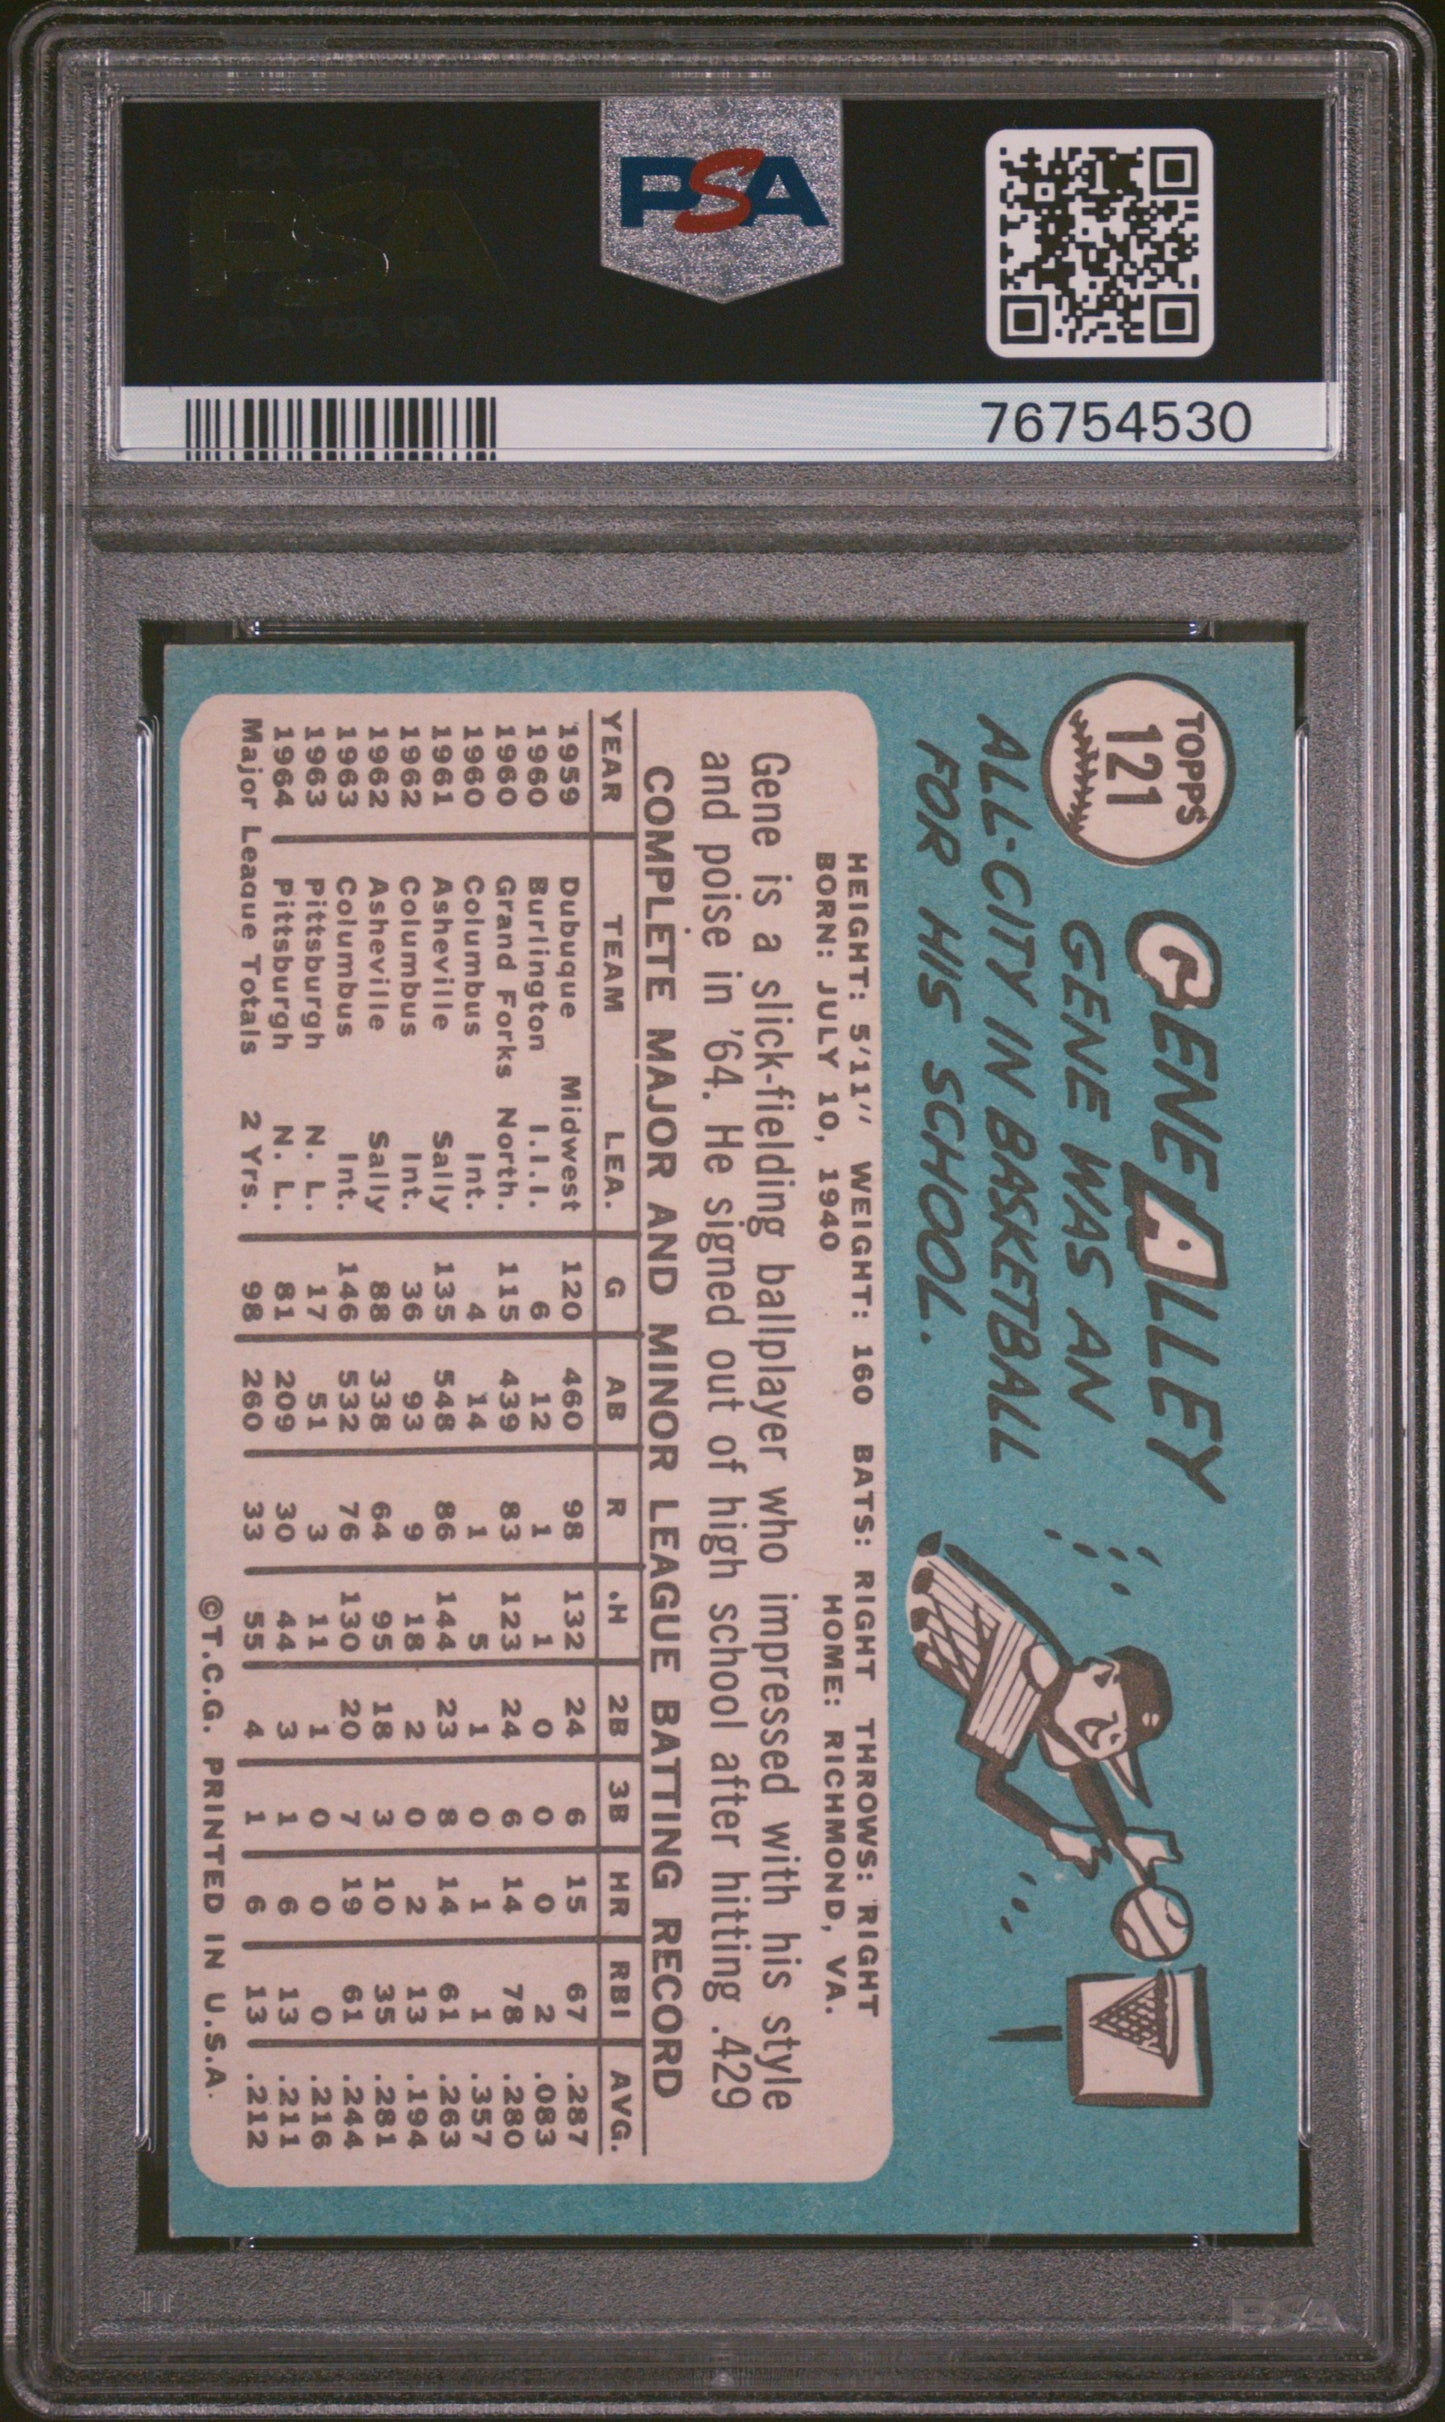 PSA PSA PSA
PSA
PSA PSA PSA
PSA
76754530
TOPPS
121
GENE ALLEY
GENE WAS AN
ALL-CITY IN BASKETBALL
FOR HIS SCHOOL.
HEIGHT: 5'11" WEIGHT: 160 BATS: RIGHT THROWS: RIGHT
BORN: JULY 10, 1940 HOME: RICHMOND, VA.
Gene is a slick-fielding ballplayer who impressed with his style
and poise in '64. He signed out of high school after hitting .429
COMPLETE MAJOR AND MINOR LEAGUE BATTING RECORD
YEAR TEAM LEA. G AB R H 2B 3B HR RBI AVG.
1959 Dubuque Midwest 120 460 98 132 24 6 15 67 .287
1960 Burlington I.I.I. 6 12 1 1 0 0 0 2 .083
1960 Grand Forks North. 115 439 83 123 24 6 14 78 .280
1960 Columbus Int. 4 14 1 5 1 0 1 1 .357
1961 Asheville Sally 135 548 86 144 23 8 14 61 .263
1962 Columbus Int. 36 93 9 18 2 0 2 13 .194
1962 Asheville Sally 88 338 64 95 18 3 10 35 .281
1963 Columbus Int. 146 532 76 130 20 7 19 61 .244
1963 Pittsburgh N. L. 17 51 3 11 1 0 0 0 .216
1964 Pittsburgh N. L. 81 209 30 44 3 1 6 13 .211
Major League Totals 2 Yrs. 98 260 33 55 4 1 6 13 .212
©T.C.G. PRINTED IN U.S.A.
PSA